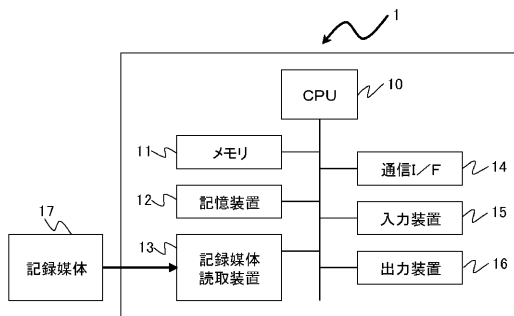 1
CPU
10
11
メモリ
通信I／F
14
12
記憶装置
入力装置
15
17
13
記録媒体
記録媒体
読取装置
出力装置
16